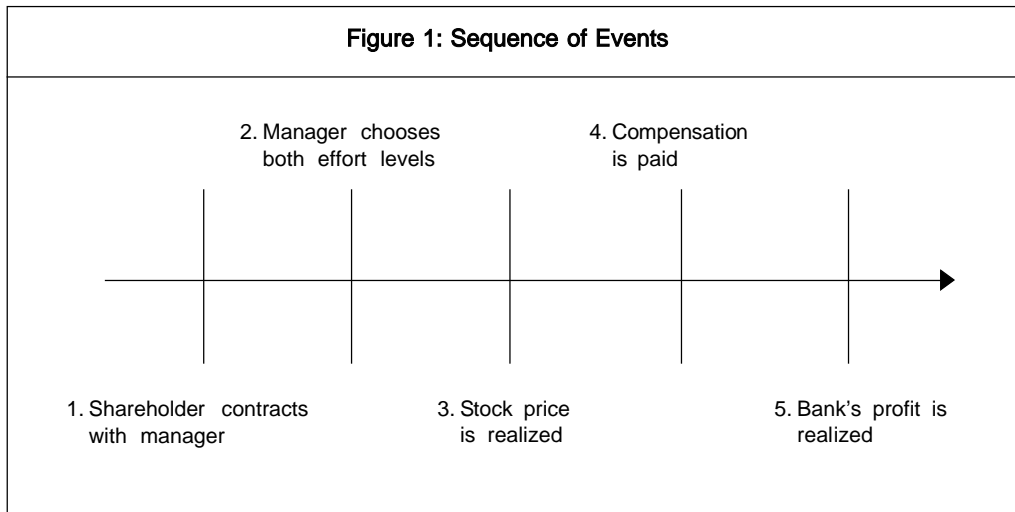 Figure 1: Sequence of Events
2. Manager chooses
both effort levels
4. Compensation
is paid
1. Shareholder contracts
with manager
3. Stock price
is realized
5. Bank's profit is
realized